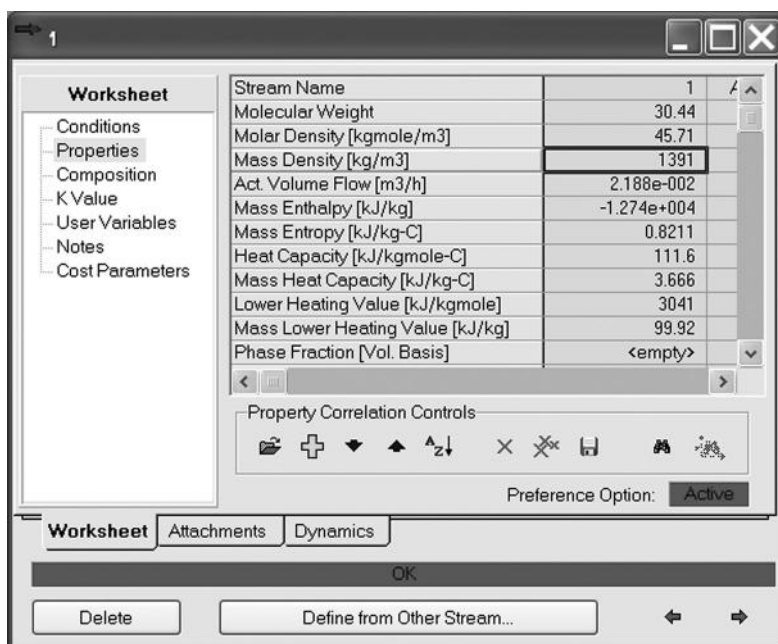 1
Worksheet
Conditions
Properties
Composition
K Value
User Variables
Notes
Cost Parameters
Stream Name 1
Molecular Weight 30.44
Molar Density [kgmole/m3] 45.71
Mass Density [kg/m3] 1391
Act. Volume Flow [m3/h] 2.188e-002
Mass Enthalpy [kJ/kg] -1.274e+004
Mass Entropy [kJ/kg-C] 0.8211
Heat Capacity [kJ/kgmole-C] 111.6
Mass Heat Capacity [kJ/kg-C] 3.666
Lower Heating Value [kJ/kgmole] 3041
Mass Lower Heating Value [kJ/kg] 99.92
Phase Fraction [Vol. Basis] <empty>
Property Correlation Controls
A Z
Preference Option: Active
Worksheet Attachments Dynamics
OK
Delete Define from Other Stream...